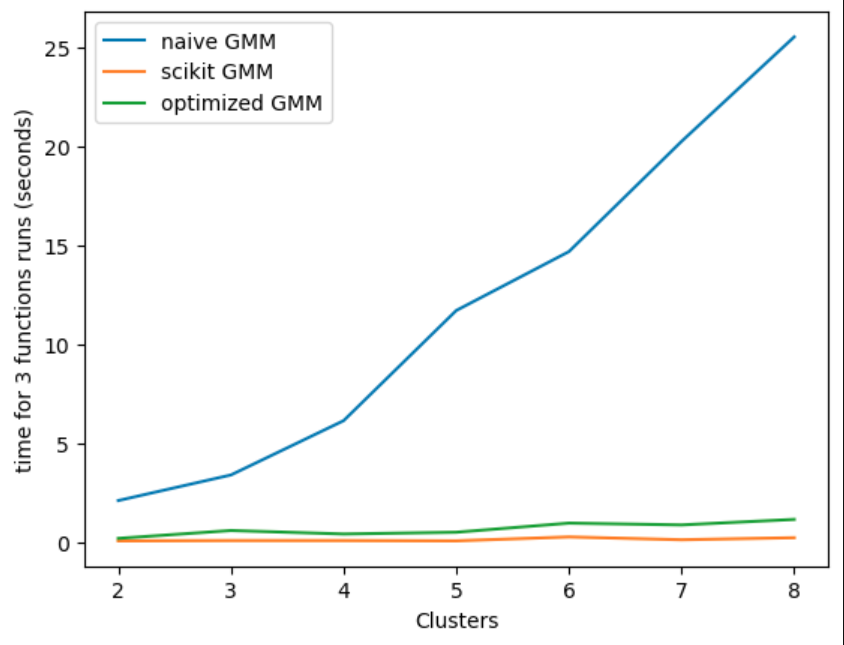 naive GMM
scikit GMM
optimized GMM
time for 3 functions runs (seconds)
25
20
15
10
5
0
2 3 4 5 6 7 8
Clusters